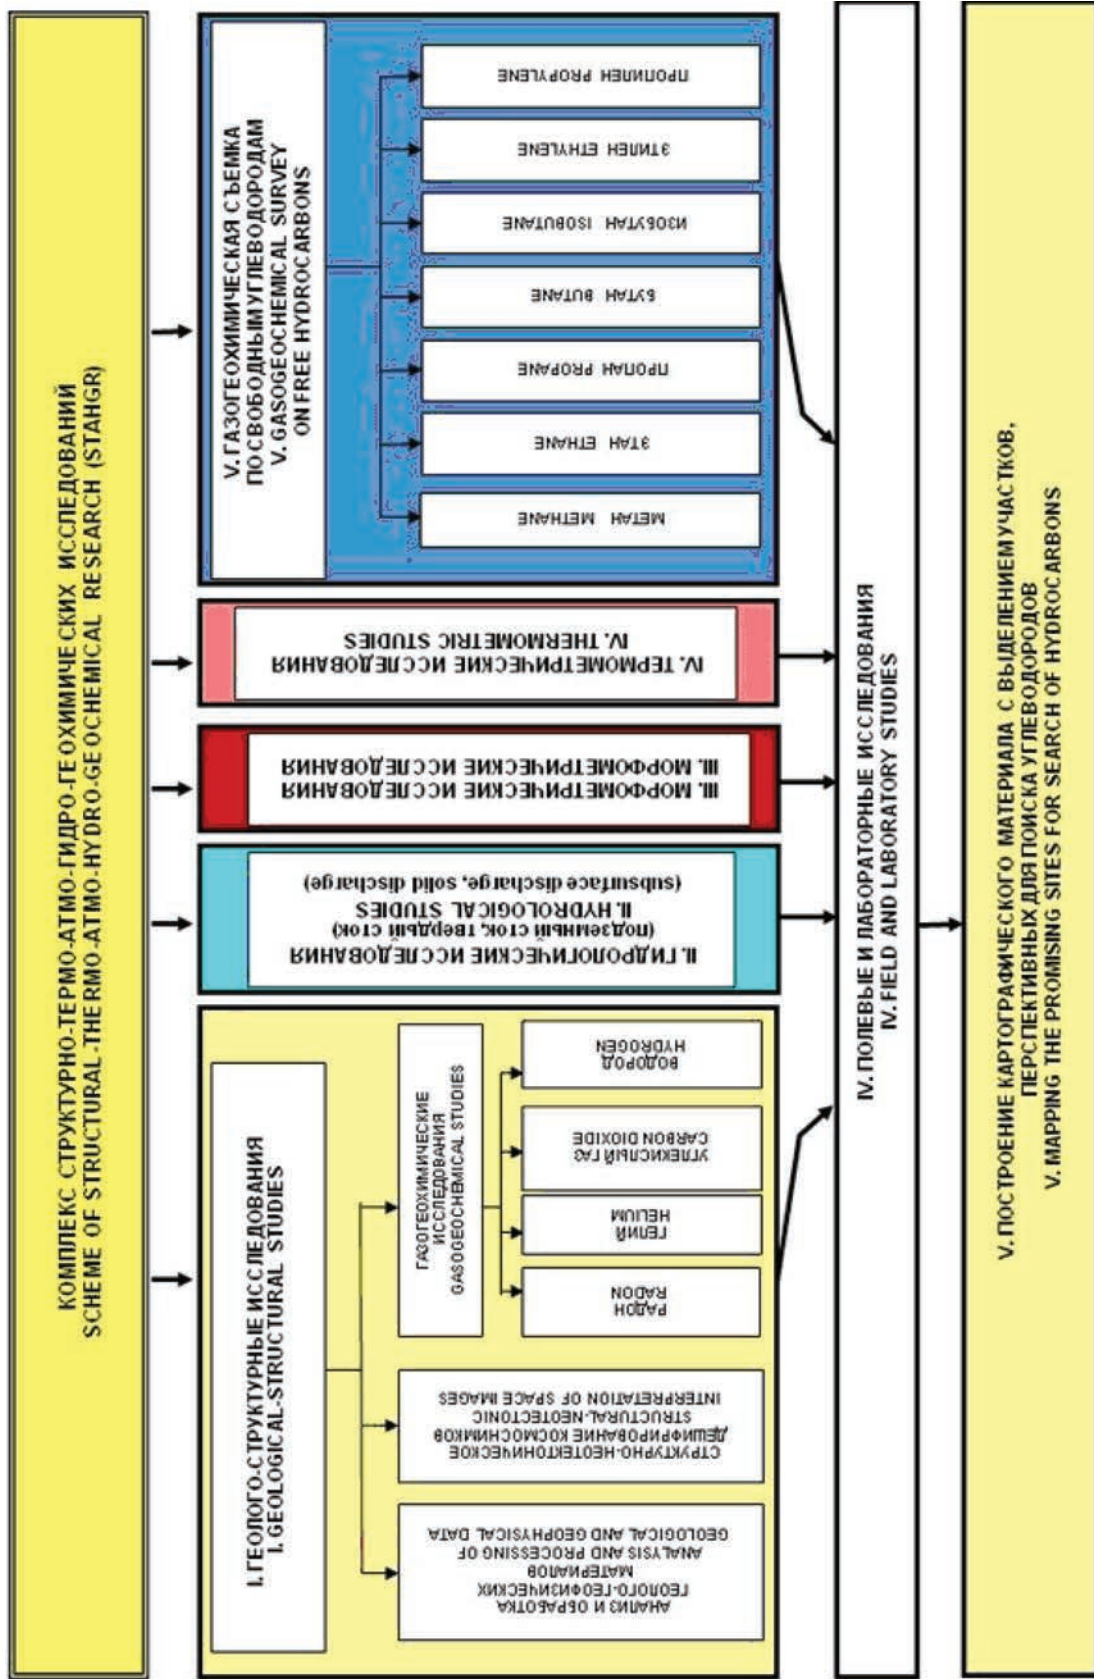 КОМПЛЕКС СТРУКТУРНО-ТЕРМО-АТМО-ГИДРО-ГЕОХИМИЧЕСКИХ ИССЛЕДОВАНИЙ
SCHEME OF STRUCTURAL-THERMO-ATMO-HYDRO-GEOCHEMICAL RESEARCH (STAHGR)
I. ГЕОЛОГО-СТРУКТУРНЫЕ ИССЛЕДОВАНИЯ
I. GEOLOGICAL-STRUCTURAL STUDIES
АНАЛИЗ И ОБРАБОТКА
ГЕОЛОГО-ГЕОФИЗИЧЕСКИХ
МАТЕРИАЛОВ
ANALYSIS AND PROCESSING OF
GEOLOGICAL AND GEOPHYSICAL DATA
СТРУКТУРНО-НЕОТЕКТОНИЧЕСКОЕ
ДЕШИФРИРОВАНИЕ КОСМОСНИМКОВ
STRUCTURAL-NEOTECTONIC
INTERPRETATION OF SPACE IMAGES
ГАЗОГЕОХИМИЧЕСКИЕ
ИССЛЕДОВАНИЯ
GASOGEOCHEMICAL STUDIES
РАДОН
RADON
ГЕЛИЙ
HELIUM
УГЛЕКИСЛЫЙ ГАЗ
CARBON DIOXIDE
ВОДОРОД
HYDROGEN
II. ГИДРОЛОГИЧЕСКИЕ ИССЛЕДОВАНИЯ
(подземный сток, твердый сток)
II. HYDROLOGICAL STUDIES
(subsurface discharge, solid discharge)
III. МОРФОМЕТРИЧЕСКИЕ ИССЛЕДОВАНИЯ
III. МОРФОМЕТРИЧЕСКИЕ ИССЛЕДОВАНИЯ
IV. ТЕРМОМЕТРИЧЕСКИЕ ИССЛЕДОВАНИЯ
IV. THERMOMETRIC STUDIES
V. ГАЗОГЕОХИМИЧЕСКАЯ СЪЕМКА
ПО СВОБОДНЫМ УГЛЕВОДОРОДАМ
V. GASOGEOCHEMICAL SURVEY
ON FREE HYDROCARBONS
МЕТАН METHANE
ЭТАН ETHANE
ПРОПАН PROPANE
БУТАН BUTANE
ИЗОБУТАН ISOBUTANE
ЭТИЛЕН ETHYLENE
ПРОПИЛЕН PROPYLENE
IV. ПОЛЕВЫЕ И ЛАБОРАТОРНЫЕ ИССЛЕДОВАНИЯ
IV. FIELD AND LABORATORY STUDIES
V. ПОСТРОЕНИЕ КАРТОГРАФИЧЕСКОГО МАТЕРИАЛА С ВЫДЕЛЕНИЕМ УЧАСТКОВ,
ПЕРСПЕКТИВНЫХ ДЛЯ ПОИСКА УГЛЕВОДОРОДОВ
V. MAPPING THE PROMISING SITES FOR SEARCH OF HYDROCARBONS